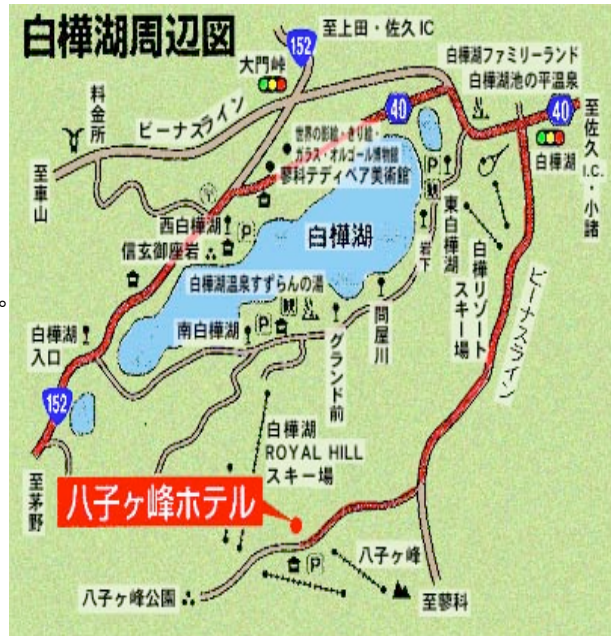 白樺湖周辺図
152
至上田・佐久IC
大門峠
白樺湖ファミリーランド
白樺湖池の平温泉
料金所
ビーナスライン
40
40
至佐久I.C.・小諸
白樺湖
世界の影絵・きり絵・
ガラス・オルゴール博物館
蓼科テディベア美術館
至車山
P
観
西白樺湖
P
白樺湖
東白樺湖
岩下
信玄御座岩
白樺リゾートスキー場
ビーナスライン
。
白樺湖温泉すずらんの湯
観
問屋川
白樺湖
入口
南白樺湖
P
グランド前
152
白樺湖
ROYAL HILL
スキー場
至茅野
八子ヶ峰ホテル
P
八子ヶ峰
八子ヶ峰公園
至蓼科